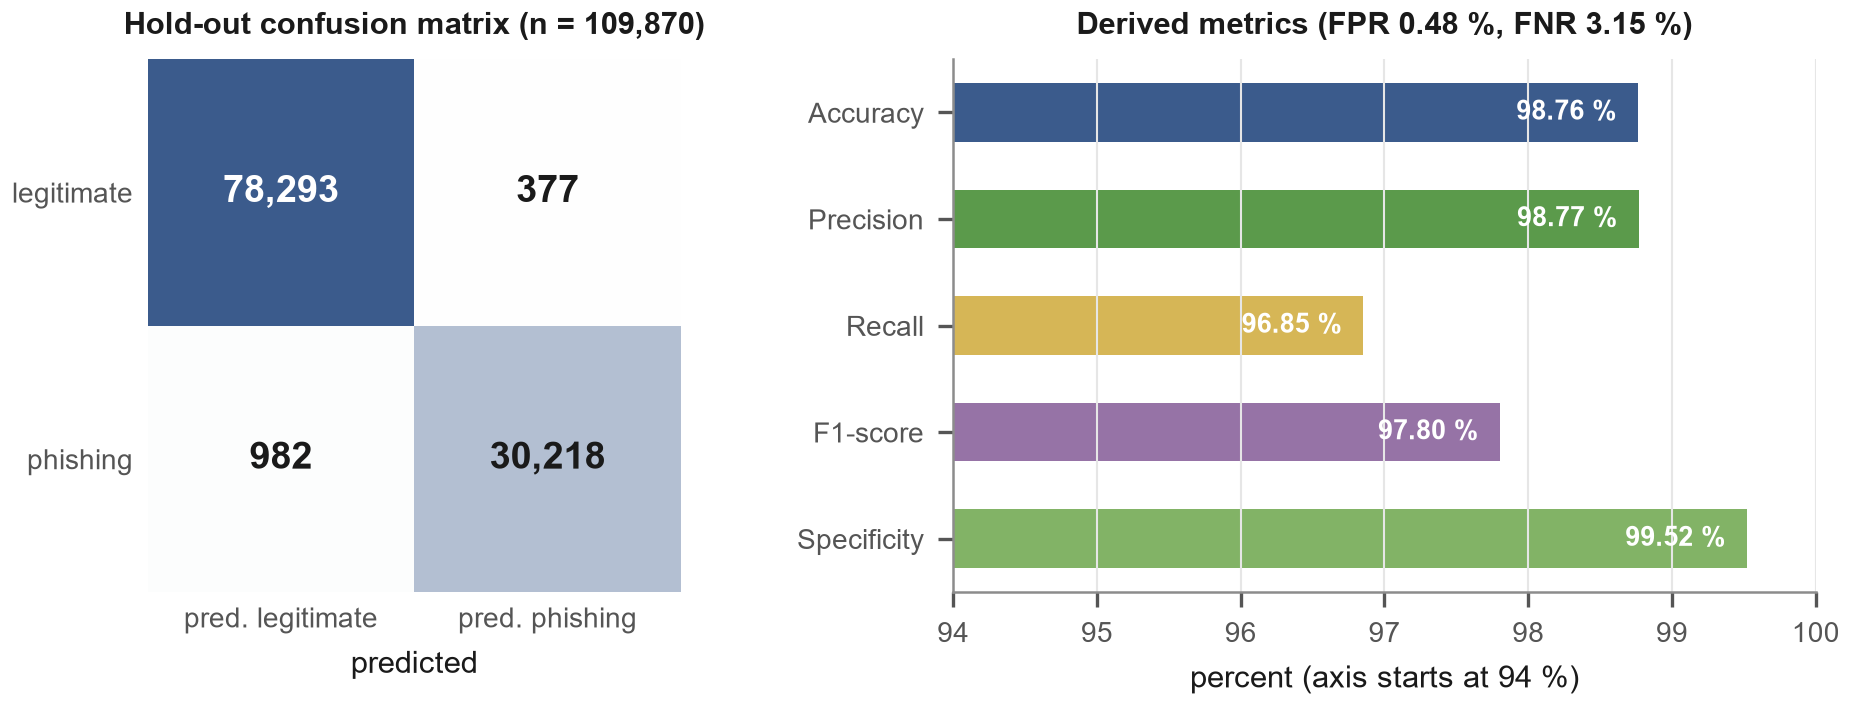 Hold-out confusion matrix (n = 109,870)
legitimate
78,293
377
phishing
982
30,218
pred. legitimate
pred. phishing
predicted
Derived metrics (FPR 0.48 %, FNR 3.15 %)
Accuracy
98.76 %
Precision
98.77 %
Recall
96.85 %
F1-score
97.80 %
Specificity
99.52 %
94
95
96
97
98
99
100
percent (axis starts at 94 %)